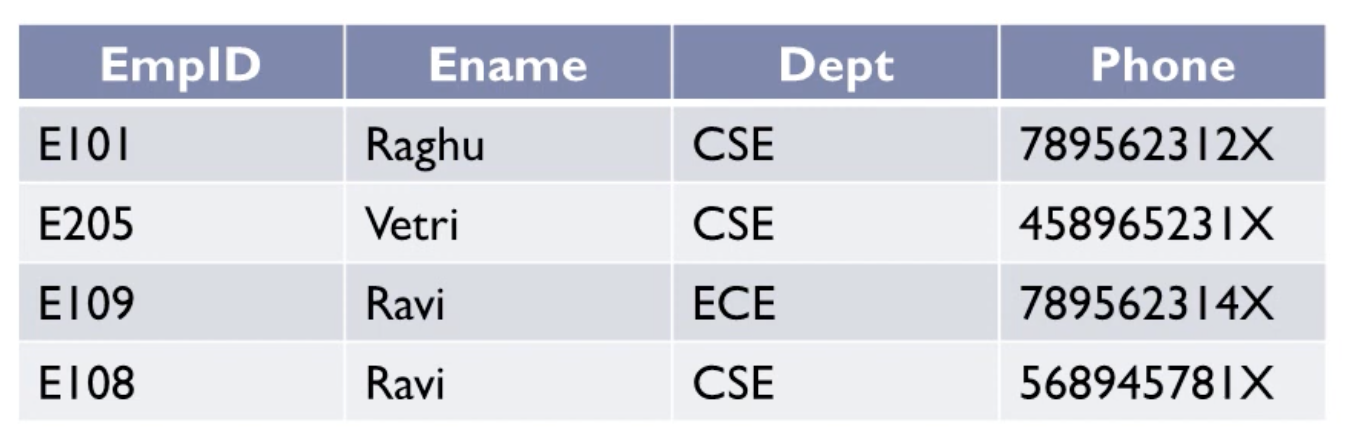 EmpID Ename Dept Phone
E101 Raghu CSE 789562312X
E205 Vetri CSE 458965231X
E109 Ravi ECE 789562314X
E108 Ravi CSE 568945781X